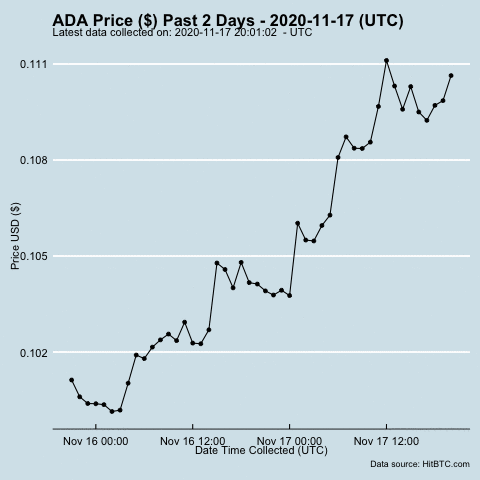 ADA Price ($) Past 2 Days - 2020-11-17 (UTC)
Latest data collected on: 2020-11-17 20:01:02 - UTC
0.111
0.108
0.105
0.102
Price USD ($)
Nov 16 00:00 Nov 16 12:00 Nov 17 00:00 Nov 17 12:00
Date Time Collected (UTC)
Data source: HitBTC.com